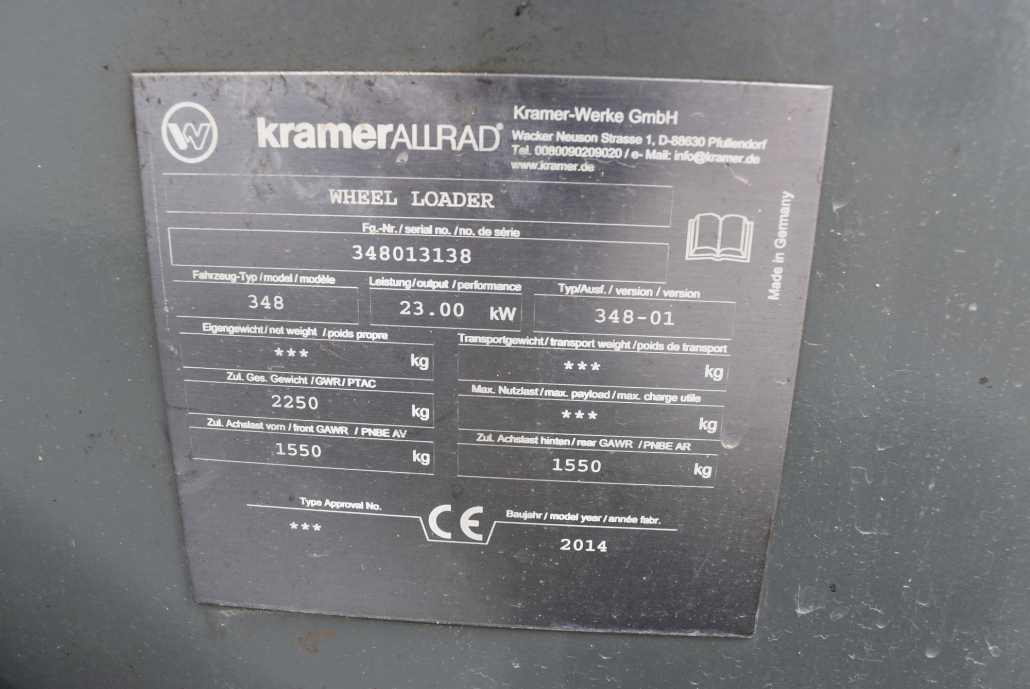 kramerALLRAD®
Kramer-Werke GmbH
Wacker Neuson Strasse 1, D-88630 Pfullendorf
Tel. 0080090209020 / e- Mail: info@kramer.de
www.kramer.de
WHEEL LOADER
Fg.-Nr. / serial no. / no. de série
348013138
Made in Germany
Fahrzeug-Typ / model / modèle
348
Leistung / output / performance
23.00 kW
Typ/Ausf. / version / version
348-01
Eigengewicht / net weight / poids propre
*** kg
Transportgewicht / transport weight / poids de transport
*** kg
Zul. Ges. Gewicht / GWR / PTAC
2250 kg
Max. Nutzlast / max. payload / max. charge utile
*** kg
Zul. Achslast vorn / front GAWR / PNBE AV
1550 kg
Zul. Achslast hinten / rear GAWR / PNBE AR
1550 kg
Type Approval No.
***
CE
Baujahr / model year / année fabr.
2014